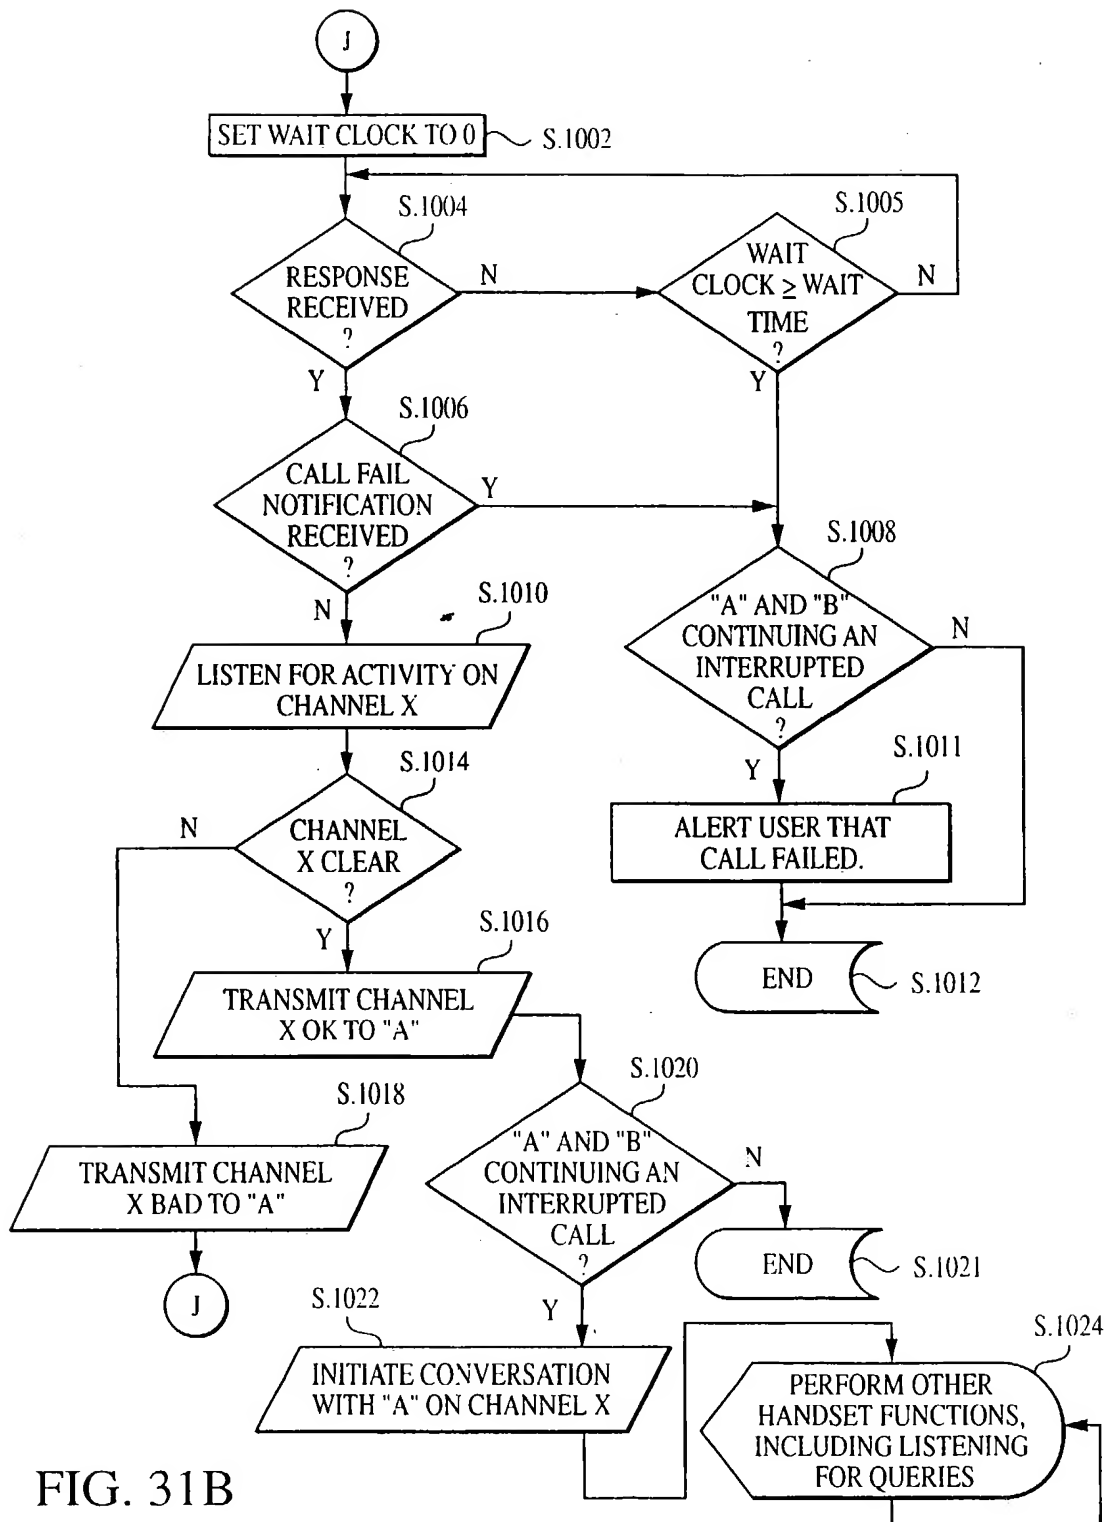 J
SET WAIT CLOCK TO 0
S.1002
S.1004
RESPONSE
RECEIVED
?
N
Y
S.1005
WAIT
CLOCK ≥ WAIT
TIME
?
N
Y
S.1006
CALL FAIL
NOTIFICATION
RECEIVED
?
Y
N
S.1008
"A" AND "B"
CONTINUING AN
INTERRUPTED
CALL
?
N
Y
S.1010
LISTEN FOR ACTIVITY ON
CHANNEL X
S.1011
ALERT USER THAT
CALL FAILED.
END
S.1012
S.1014
CHANNEL
X CLEAR
?
N
Y
S.1016
TRANSMIT CHANNEL
X OK TO "A"
S.1018
TRANSMIT CHANNEL
X BAD TO "A"
J
S.1020
"A" AND "B"
CONTINUING AN
INTERRUPTED
CALL
?
N
Y
END
S.1021
S.1022
INITIATE CONVERSATION
WITH "A" ON CHANNEL X
S.1024
PERFORM OTHER
HANDSET FUNCTIONS,
INCLUDING LISTENING
FOR QUERIES
FIG. 31B